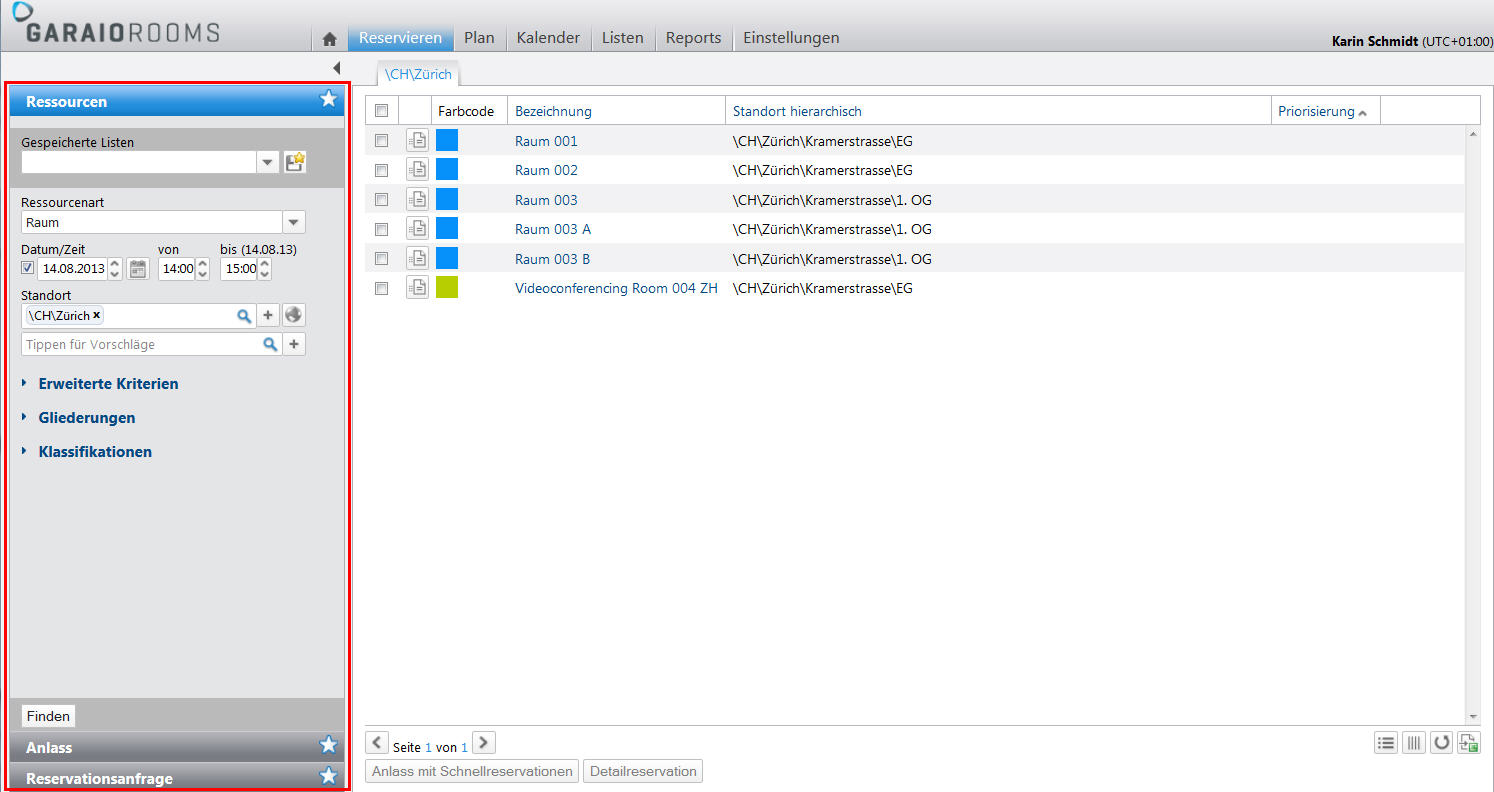 GARAIOROOMS
Reservieren Plan Kalender Listen Reports Einstellungen
Karin Schmidt (UTC+01:00)
Ressourcen
Gespeicherte Listen
Ressourcenart
Raum
Datum/Zeit von bis (14.08.13)
14.08.2013 14:00 15:00
Standort
\CH\Zürich x
Tippen für Vorschläge
Erweiterte Kriterien
Gliederungen
Klassifikationen
Finden
Anlass
Reservationsanfrage
\CH\Zürich
Farbcode Bezeichnung Standort hierarchisch Priorisierung
Raum 001 \CH\Zürich\Kramerstrasse\EG
Raum 002 \CH\Zürich\Kramerstrasse\EG
Raum 003 \CH\Zürich\Kramerstrasse\1. OG
Raum 003 A \CH\Zürich\Kramerstrasse\1. OG
Raum 003 B \CH\Zürich\Kramerstrasse\1. OG
Videoconferencing Room 004 ZH \CH\Zürich\Kramerstrasse\EG
Seite 1 von 1
Anlass mit Schnellreservationen Detailreservation